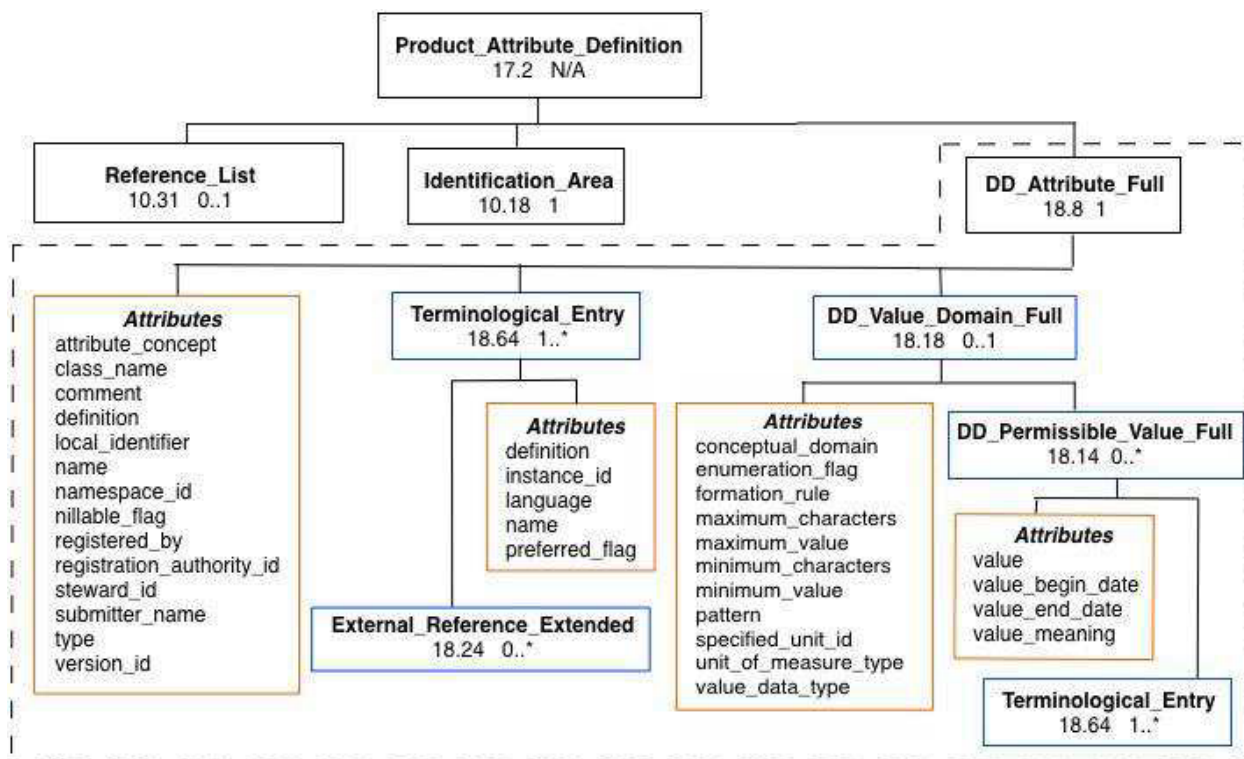 Product_Attribute_Definition
17.2 N/A
Reference_List
10.31 0..1
Identification_Area
10.18 1
DD_Attribute_Full
18.8 1
Attributes
attribute_concept
class_name
comment
definition
local_identifier
name
namespace_id
nillable_flag
registered_by
registration_authority_id
steward_id
submitter_name
type
version_id
Terminological_Entry
18.64 1..*
Attributes
definition
instance_id
language
name
preferred_flag
External_Reference_Extended
18.24 0..*
DD_Value_Domain_Full
18.18 0..1
Attributes
conceptual_domain
enumeration_flag
formation_rule
maximum_characters
maximum_value
minimum_characters
minimum_value
pattern
specified_unit_id
unit_of_measure_type
value_data_type
DD_Permissible_Value_Full
18.14 0..*
Attributes
value
value_begin_date
value_end_date
value_meaning
Terminological_Entry
18.64 1..*